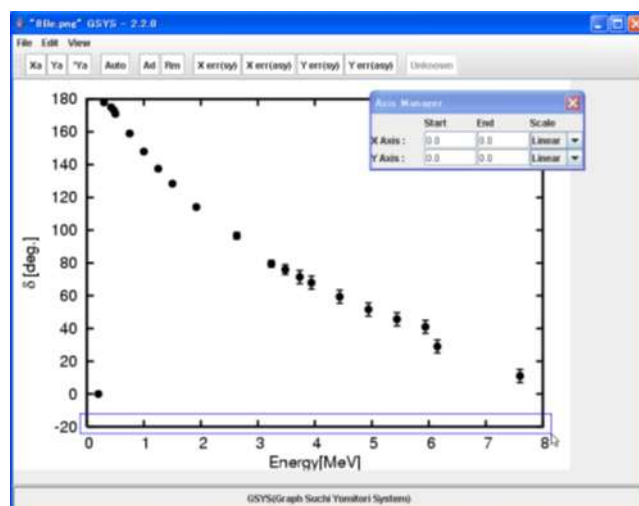 "8Be.png" GSYS - 2.2.0
File Edit View
Xa Ya "Ya Auto Ad Rm X err(sy) X err(asy) Y err(sy) Y err(asy) Unknown
Axis Manager
Start End Scale
X Axis : 0.0 0.0 Linear
Y Axis : 0.0 0.0 Linear
180
160
140
120
100
80
60
40
20
0
-20
δ [deg.]
0 1 2 3 4 5 6 7 8
Energy[MeV]
GSYS(Graph Suchi Yomitori System)